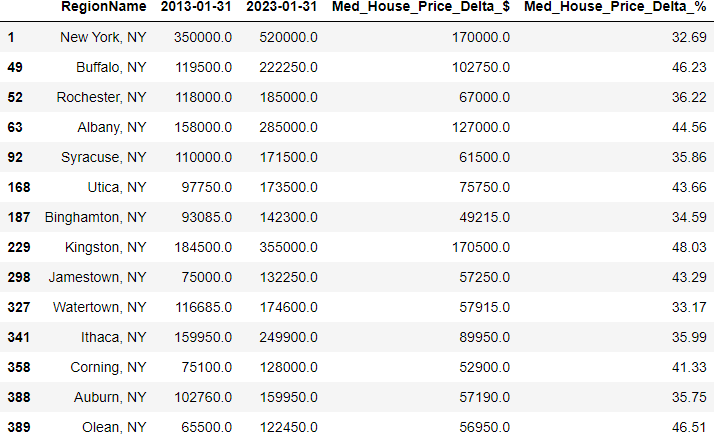 RegionName 2013-01-31 2023-01-31 Med_House_Price_Delta_$ Med_House_Price_Delta_%
1 New York, NY 350000.0 520000.0 170000.0 32.69
49 Buffalo, NY 119500.0 222250.0 102750.0 46.23
52 Rochester, NY 118000.0 185000.0 67000.0 36.22
63 Albany, NY 158000.0 285000.0 127000.0 44.56
92 Syracuse, NY 110000.0 171500.0 61500.0 35.86
168 Utica, NY 97750.0 173500.0 75750.0 43.66
187 Binghamton, NY 93085.0 142300.0 49215.0 34.59
229 Kingston, NY 184500.0 355000.0 170500.0 48.03
298 Jamestown, NY 75000.0 132250.0 57250.0 43.29
327 Watertown, NY 116685.0 174600.0 57915.0 33.17
341 Ithaca, NY 159950.0 249900.0 89950.0 35.99
358 Corning, NY 75100.0 128000.0 52900.0 41.33
388 Auburn, NY 102760.0 159950.0 57190.0 35.75
389 Olean, NY 65500.0 122450.0 56950.0 46.51